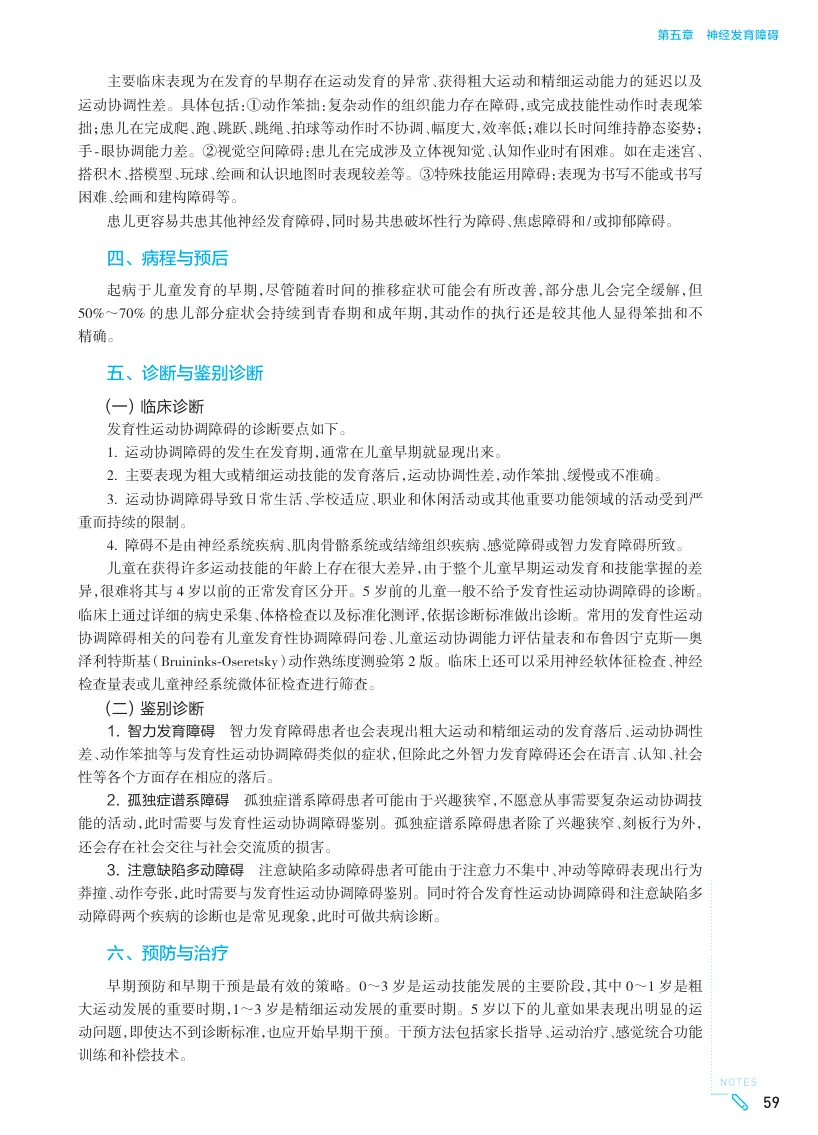 第五章 神经发育障碍
主要临床表现为在发育的早期存在运动发育的异常、获得粗大运动和精细运动能力的延迟以及
运动协调性差。具体包括:①动作笨拙:复杂动作的组织能力存在障碍,或完成技能性动作时表现笨
拙;患儿在完成爬、跑、跳跃、跳绳、拍球等动作时不协调、幅度大,效率低;难以长时间维持静态姿势;
手-眼协调能力差。②视觉空间障碍:患儿在完成涉及立体视知觉、认知作业时有困难。如在走迷宫、
搭积木、搭模型、玩球、绘画和认识地图时表现较差等。③特殊技能运用障碍:表现为书写不能或书写
困难、绘画和建构障碍等。
患儿更容易共患其他神经发育障碍,同时易共患破坏性行为障碍、焦虑障碍和/或抑郁障碍。
四、病程与预后
起病于儿童发育的早期,尽管随着时间的推移症状可能会有所改善,部分患儿会完全缓解,但
50%～70% 的患儿部分症状会持续到青春期和成年期,其动作的执行还是较其他人显得笨拙和不
精确。
五、诊断与鉴别诊断
(一) 临床诊断
发育性运动协调障碍的诊断要点如下。
1. 运动协调障碍的发生在发育期,通常在儿童早期就显现出来。
2. 主要表现为粗大或精细运动技能的发育落后,运动协调性差,动作笨拙、缓慢或不准确。
3. 运动协调障碍导致日常生活、学校适应、职业和休闲活动或其他重要功能领域的活动受到严
重而持续的限制。
4. 障碍不是由神经系统疾病、肌肉骨骼系统或结缔组织疾病、感觉障碍或智力发育障碍所致。
儿童在获得许多运动技能的年龄上存在很大差异,由于整个儿童早期运动发育和技能掌握的差
异,很难将其与 4 岁以前的正常发育区分开。5 岁前的儿童一般不给予发育性运动协调障碍的诊断。
临床上通过详细的病史采集、体格检查以及标准化测评,依据诊断标准做出诊断。常用的发育性运动
协调障碍相关的问卷有儿童发育性协调障碍问卷、儿童运动协调能力评估量表和布鲁因宁克斯—奥
泽利特斯基(Bruininks-Oseretsky)动作熟练度测验第 2 版。临床上还可以采用神经软体征检查、神经
检查量表或儿童神经系统微体征检查进行筛查。
(二) 鉴别诊断
1. 智力发育障碍 智力发育障碍患者也会表现出粗大运动和精细运动的发育落后、运动协调性
差、动作笨拙等与发育性运动协调障碍类似的症状,但除此之外智力发育障碍还会在语言、认知、社会
性等各个方面存在相应的落后。
2. 孤独症谱系障碍 孤独症谱系障碍患者可能由于兴趣狭窄,不愿意从事需要复杂运动协调技
能的活动,此时需要与发育性运动协调障碍鉴别。孤独症谱系障碍患者除了兴趣狭窄、刻板行为外,
还会存在社会交往与社会交流质的损害。
3. 注意缺陷多动障碍 注意缺陷多动障碍患者可能由于注意力不集中、冲动等障碍表现出行为
莽撞、动作夸张,此时需要与发育性运动协调障碍鉴别。同时符合发育性运动协调障碍和注意缺陷多
动障碍两个疾病的诊断也是常见现象,此时可做共病诊断。
六、预防与治疗
早期预防和早期干预是最有效的策略。0～3 岁是运动技能发展的主要阶段,其中 0～1 岁是粗
大运动发展的重要时期,1～3 岁是精细运动发展的重要时期。5 岁以下的儿童如果表现出明显的运
动问题,即使达不到诊断标准,也应开始早期干预。干预方法包括家长指导、运动治疗、感觉统合功能
训练和补偿技术。
NOTES
59